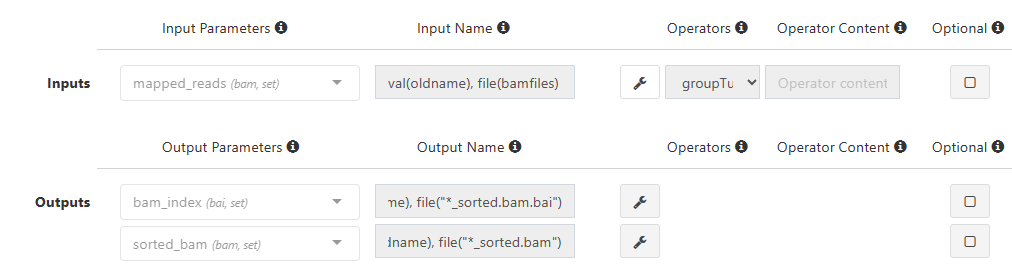 Input Parameters Input Name Operators Operator Content Optional
Inputs mapped_reads (bam, set) val(oldname), file(bamfiles) groupTu Operator content
Output Parameters Output Name Operators Operator Content Optional
Outputs bam_index (bai, set) me), file("*_sorted.bam.bai")
sorted_bam (bam, set) dname), file("*_sorted.bam")